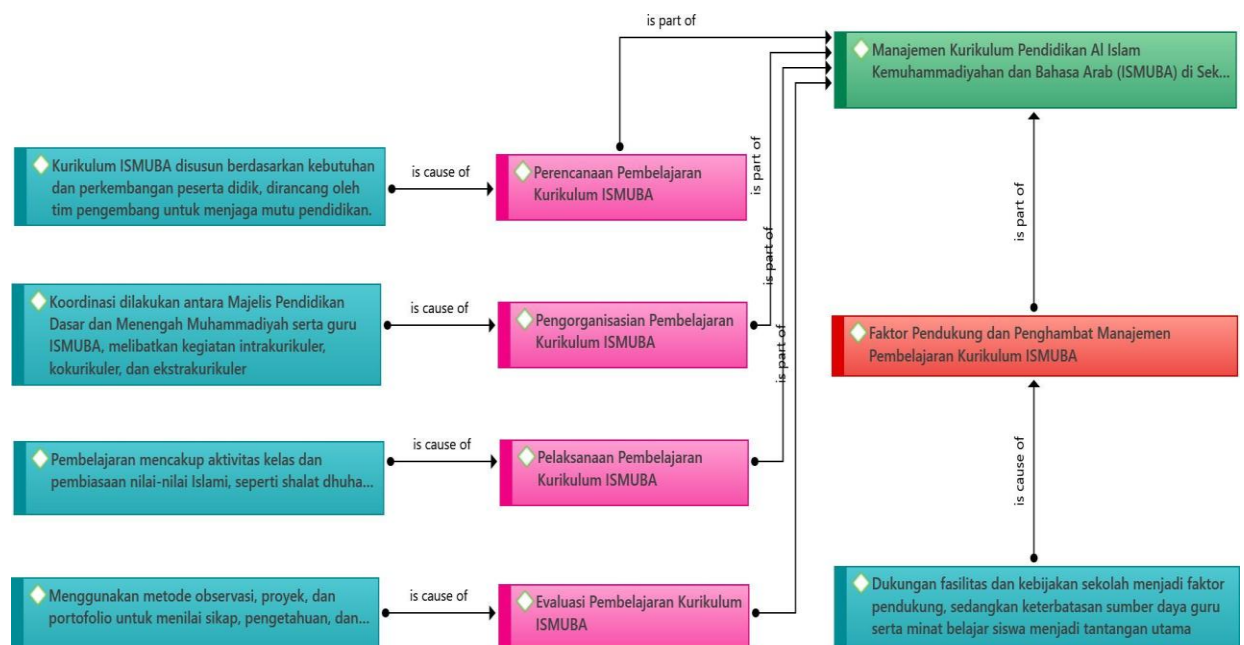 is part of
Manajemen Kurikulum Pendidikan Al Islam
Kemuhammadiyahan dan Bahasa Arab (ISMUBA) di Sek...
Kurikulum ISMUBA disusun berdasarkan kebutuhan
dan perkembangan peserta didik, dirancang oleh
tim pengembang untuk menjaga mutu pendidikan.
is cause of
Perencanaan Pembelajaran
Kurikulum ISMUBA
is part of
is part of
Koordinasi dilakukan antara Majelis Pendidikan
Dasar dan Menengah Muhammadiyah serta guru
ISMUBA, melibatkan kegiatan intrakurikuler,
kokurikuler, dan ekstrakurikuler
is cause of
Pengorganisasian Pembelajaran
Kurikulum ISMUBA
is part of
is part of
Faktor Pendukung dan Penghambat Manajemen
Pembelajaran Kurikulum ISMUBA
Pembelajaran mencakup aktivitas kelas dan
pembiasaan nilai-nilai Islami, seperti shalat dhuha...
is cause of
Pelaksanaan Pembelajaran
Kurikulum ISMUBA
is cause of
Menggunakan metode observasi, proyek, dan
portofolio untuk menilai sikap, pengetahuan, dan...
is cause of
Evaluasi Pembelajaran Kurikulum
ISMUBA
Dukungan fasilitas dan kebijakan sekolah menjadi faktor
pendukung, sedangkan keterbatasan sumber daya guru
serta minat belajar siswa menjadi tantangan utama